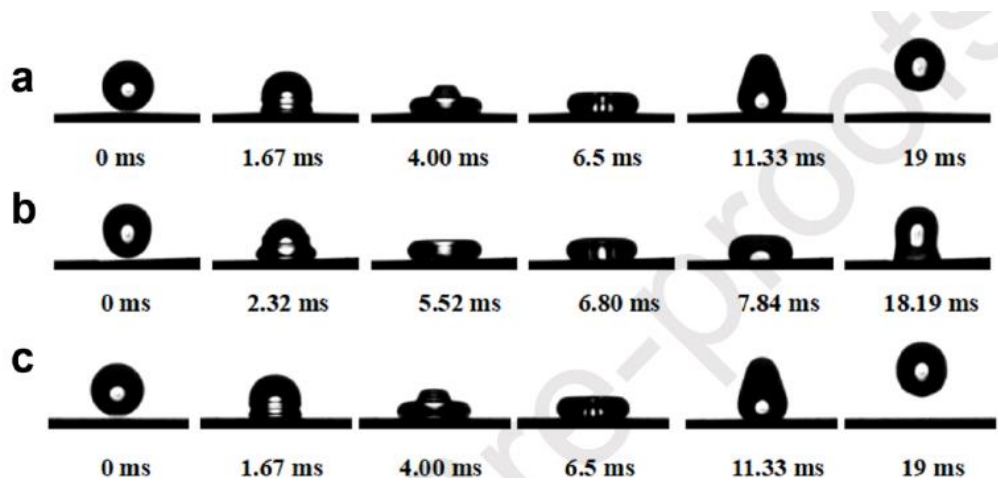 a
0 ms 1.67 ms 4.00 ms 6.5 ms 11.33 ms 19 ms
b
0 ms 2.32 ms 5.52 ms 6.80 ms 7.84 ms 18.19 ms
c
0 ms 1.67 ms 4.00 ms 6.5 ms 11.33 ms 19 ms
re-proofs